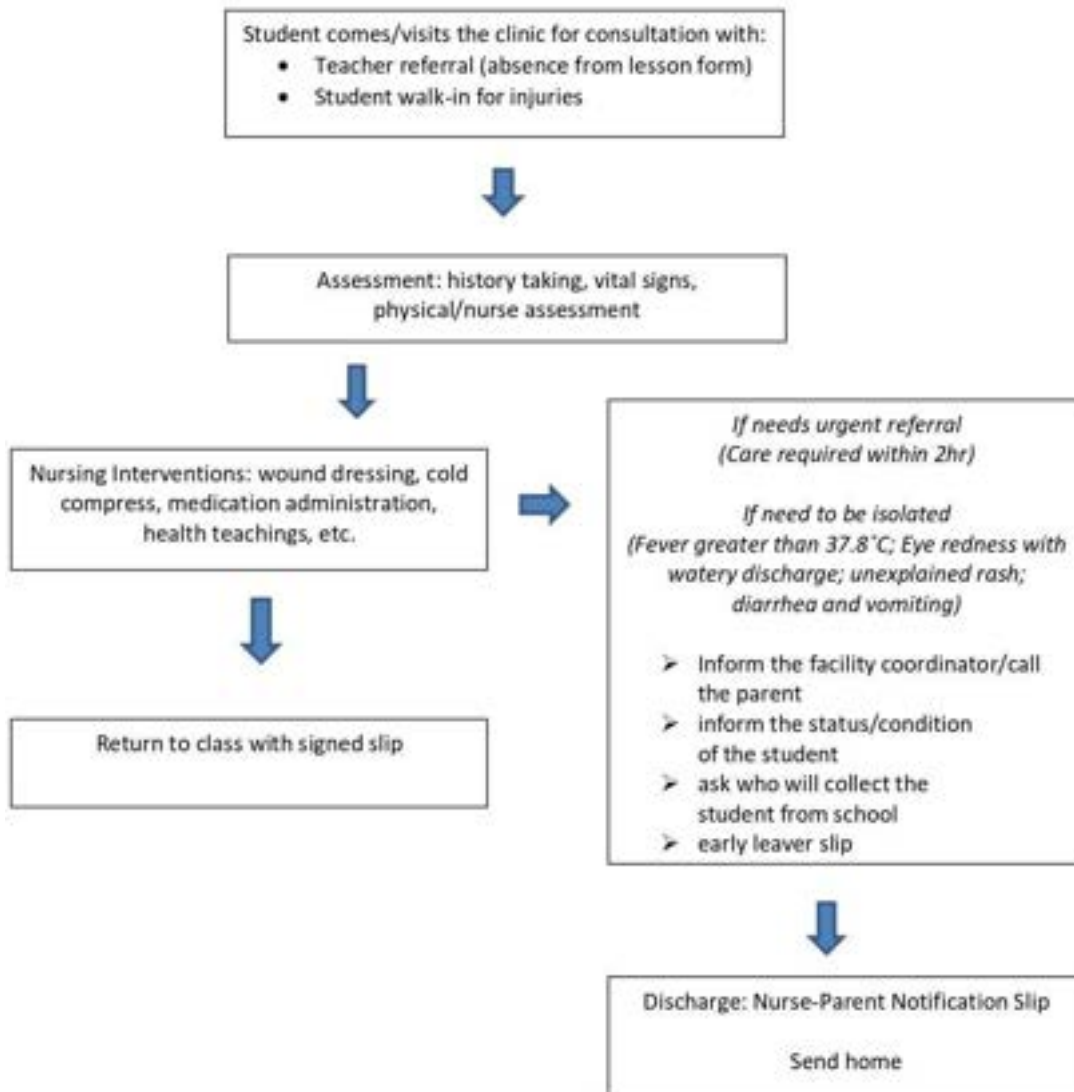 Student comes/visits the clinic for consultation with:
• Teacher referral (absence from lesson form)
• Student walk-in for injuries
Assessment: history taking, vital signs,
physical/nurse assessment
Nursing Interventions: wound dressing, cold
compress, medication administration,
health teachings, etc.
Return to class with signed slip
If needs urgent referral
(Care required within 2hr)
If need to be isolated
(Fever greater than 37.8˚C; Eye redness with
watery discharge; unexplained rash;
diarrhea and vomiting)
➢ Inform the facility coordinator/call
the parent
➢ inform the status/condition
of the student
➢ ask who will collect the
student from school
➢ early leaver slip
Discharge: Nurse-Parent Notification Slip
Send home